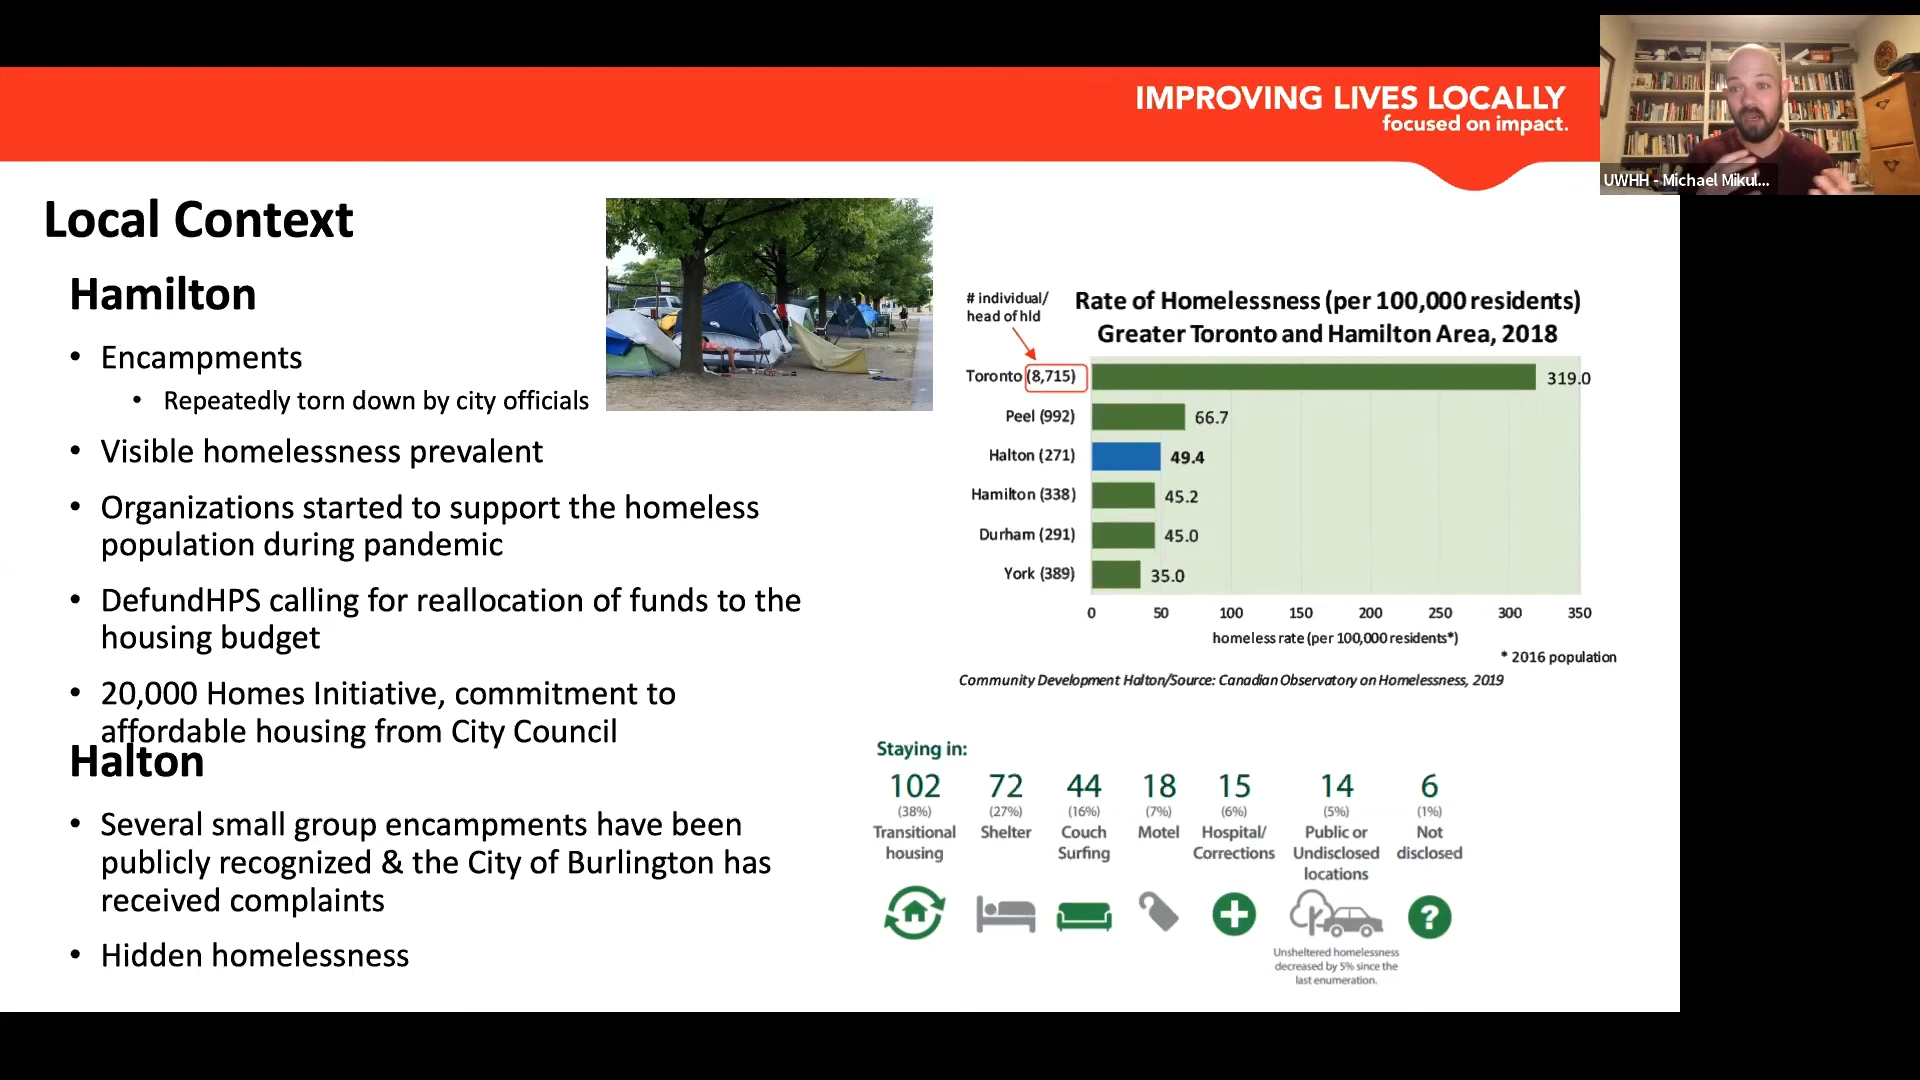 IMPROVING LIVES LOCALLY
focused on impact.
UWHH - Michael Mikul...
Local Context
Hamilton
• Encampments
• Repeatedly torn down by city officials
• Visible homelessness prevalent
• Organizations started to support the homeless
population during pandemic
• DefundHPS calling for reallocation of funds to the
housing budget
• 20,000 Homes Initiative, commitment to
affordable housing from City Council
Halton
• Several small group encampments have been
publicly recognized & the City of Burlington has
received complaints
• Hidden homelessness
# individual/
head of hld
Rate of Homelessness (per 100,000 residents)
Greater Toronto and Hamilton Area, 2018
Toronto (8,715) 319.0
Peel (992) 66.7
Halton (271) 49.4
Hamilton (338) 45.2
Durham (291) 45.0
York (389) 35.0
0 50 100 150 200 250 300 350
homeless rate (per 100,000 residents*)
* 2016 population
Community Development Halton/Source: Canadian Observatory on Homelessness, 2019
Staying in:
102 72 44 18 15 14 6
(38%) (27%) (16%) (7%) (6%) (5%) (1%)
Transitional Shelter Couch Motel Hospital/ Public or Not
housing Surfing Corrections Undisclosed disclosed
locations
?
Unsheltered homelessness
decreased by 5% since the
last enumeration.